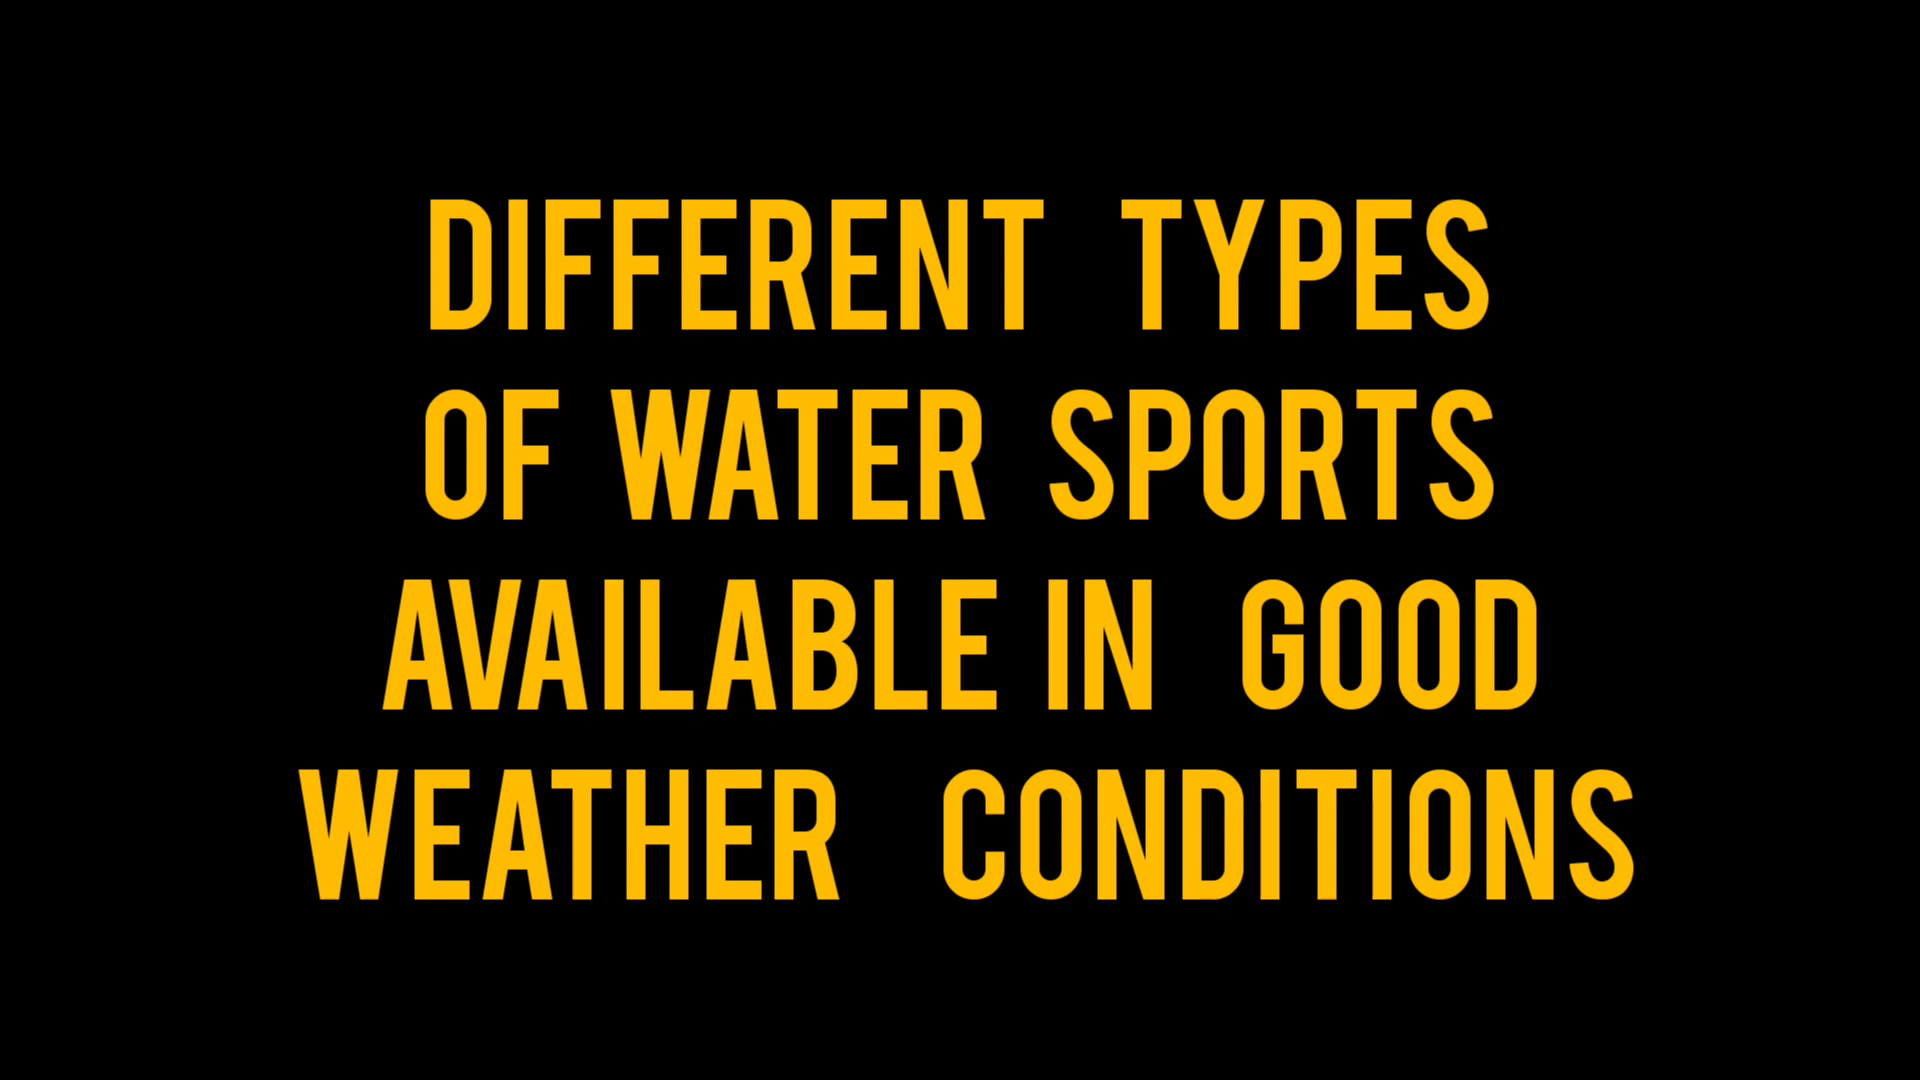 DIFFERENT TYPES
OF WATER SPORTS
AVAILABLE IN GOOD
WEATHER CONDITIONS